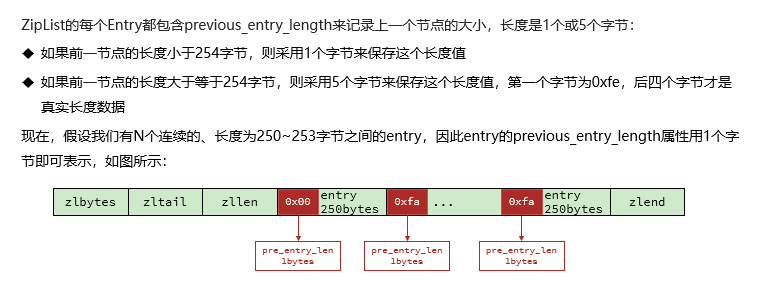 ZipList的每个Entry都包含previous_entry_length来记录上一个节点的大小，长度是1个或5个字节：
◆ 如果前一节点的长度小于254字节，则采用1个字节来保存这个长度值
◆ 如果前一节点的长度大于等于254字节，则采用5个字节来保存这个长度值，第一个字节为0xfe，后四个字节才是
真实长度数据
现在，假设我们有N个连续的、长度为250~253字节之间的entry，因此entry的previous_entry_length属性用1个字
节即可表示，如图所示：
zlbytes zltail zllen 0x00 entry 250bytes 0xfa ... 0xfa entry 250bytes zlend
pre_entry_len 1bytes
pre_entry_len 1bytes
pre_entry_len 1bytes